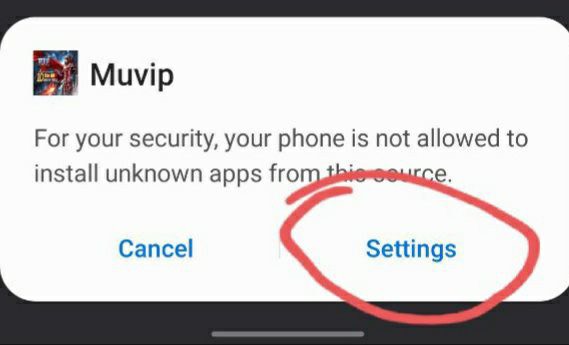 Muvip
For your security, your phone is not allowed to
install unknown apps from this source.
Cancel
Settings